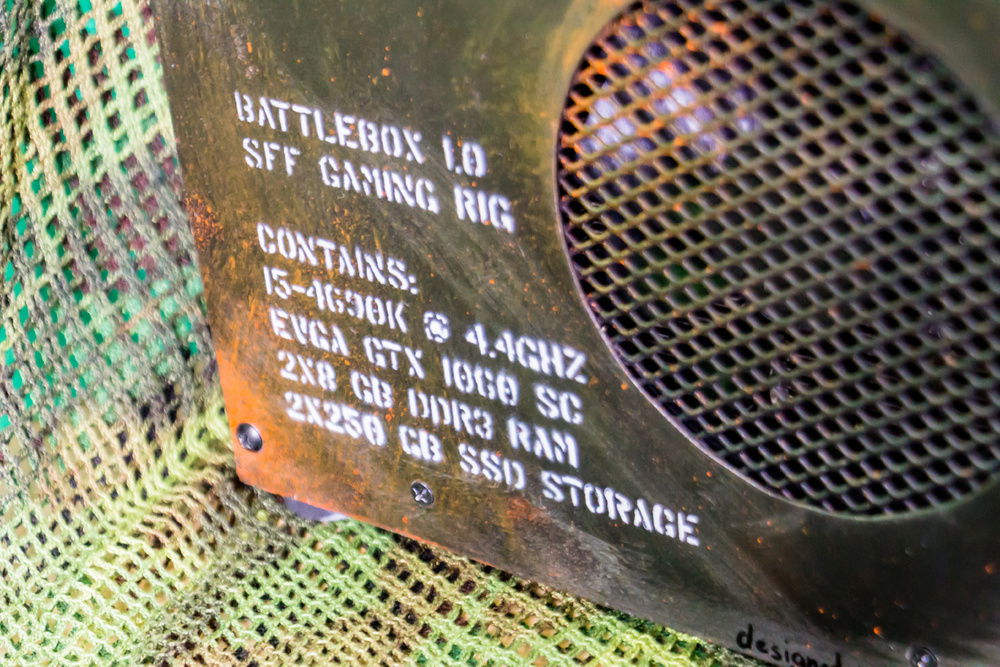 BATTLEBOX 1.0
SFF GAMING RIG
CONTAINS:
I5-4690K @ 4.4GHZ
EVGA GTX 1060 SC
2X8 GB DDR3 RAM
2X250 GB SSD STORAGE